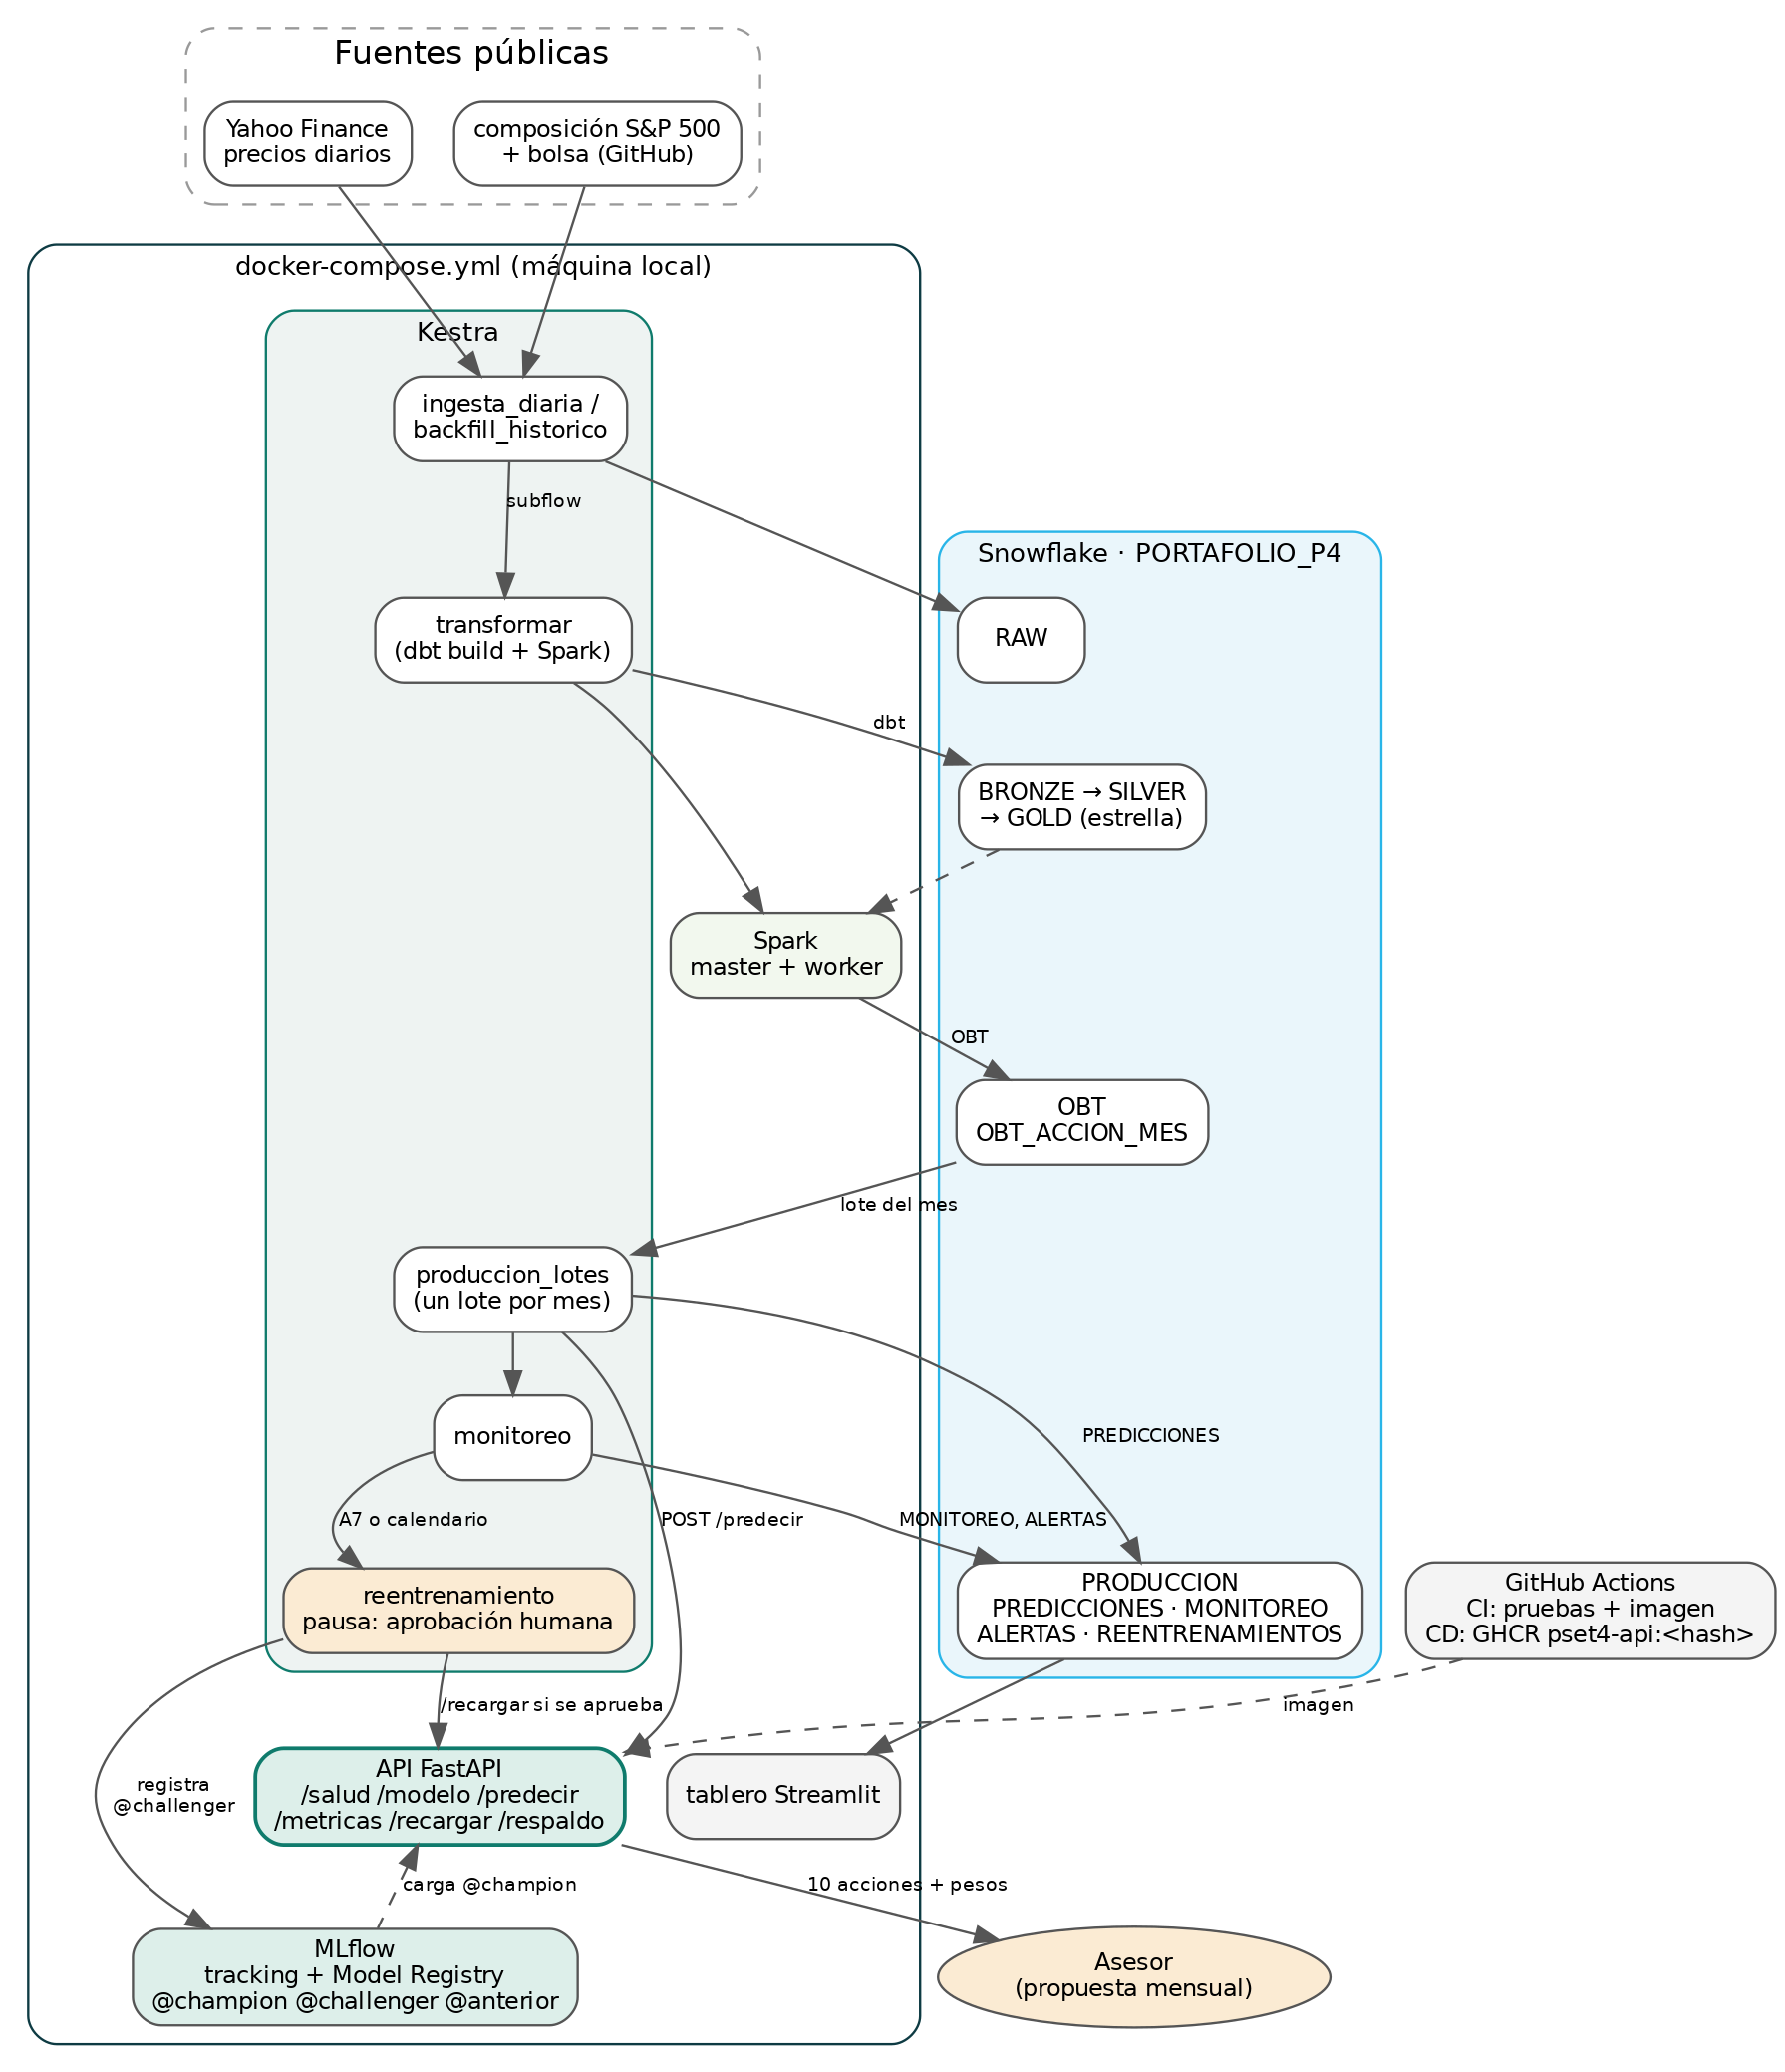 Fuentes públicas
Yahoo Finance
precios diarios
composición S&P 500
+ bolsa (GitHub)
docker-compose.yml (máquina local)
Kestra
ingesta_diaria /
backfill_historico
subflow
Snowflake · PORTAFOLIO_P4
transformar
(dbt build + Spark)
RAW
dbt
BRONZE → SILVER
→ GOLD (estrella)
Spark
master + worker
OBT
OBT
OBT_ACCION_MES
lote del mes
produccion_lotes
(un lote por mes)
monitoreo
PREDICCIONES
A7 o calendario
POST /predecir
MONITOREO, ALERTAS
reentrenamiento
pausa: aprobación humana
PRODUCCION
PREDICCIONES · MONITOREO
ALERTAS · REENTRENAMIENTOS
GitHub Actions
CI: pruebas + imagen
CD: GHCR pset4-api:<hash>
/recargar si se aprueba
imagen
registra
@challenger
API FastAPI
/salud /modelo /predecir
/metricas /recargar /respaldo
tablero Streamlit
carga @champion
10 acciones + pesos
MLflow
tracking + Model Registry
@champion @challenger @anterior
Asesor
(propuesta mensual)